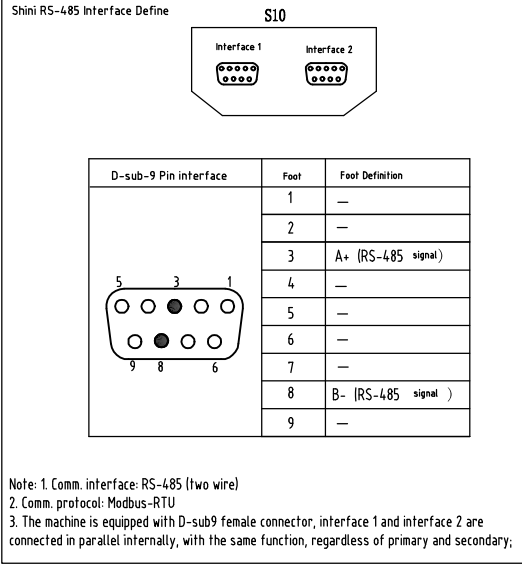 Shini RS-485 Interface Define
S10
Interface 1 Interface 2
D-sub-9 Pin interface Foot Foot Definition
1 —
2 —
3 A+ (RS-485 signal)
4 —
5 —
6 —
7 —
8 B- (RS-485 signal )
9 —
5 3 1
9 8 6
Note: 1. Comm. interface: RS-485 (two wire)
2. Comm. protocol: Modbus-RTU
3. The machine is equipped with D-sub9 female connector, interface 1 and interface 2 are
connected in parallel internally, with the same function, regardless of primary and secondary;